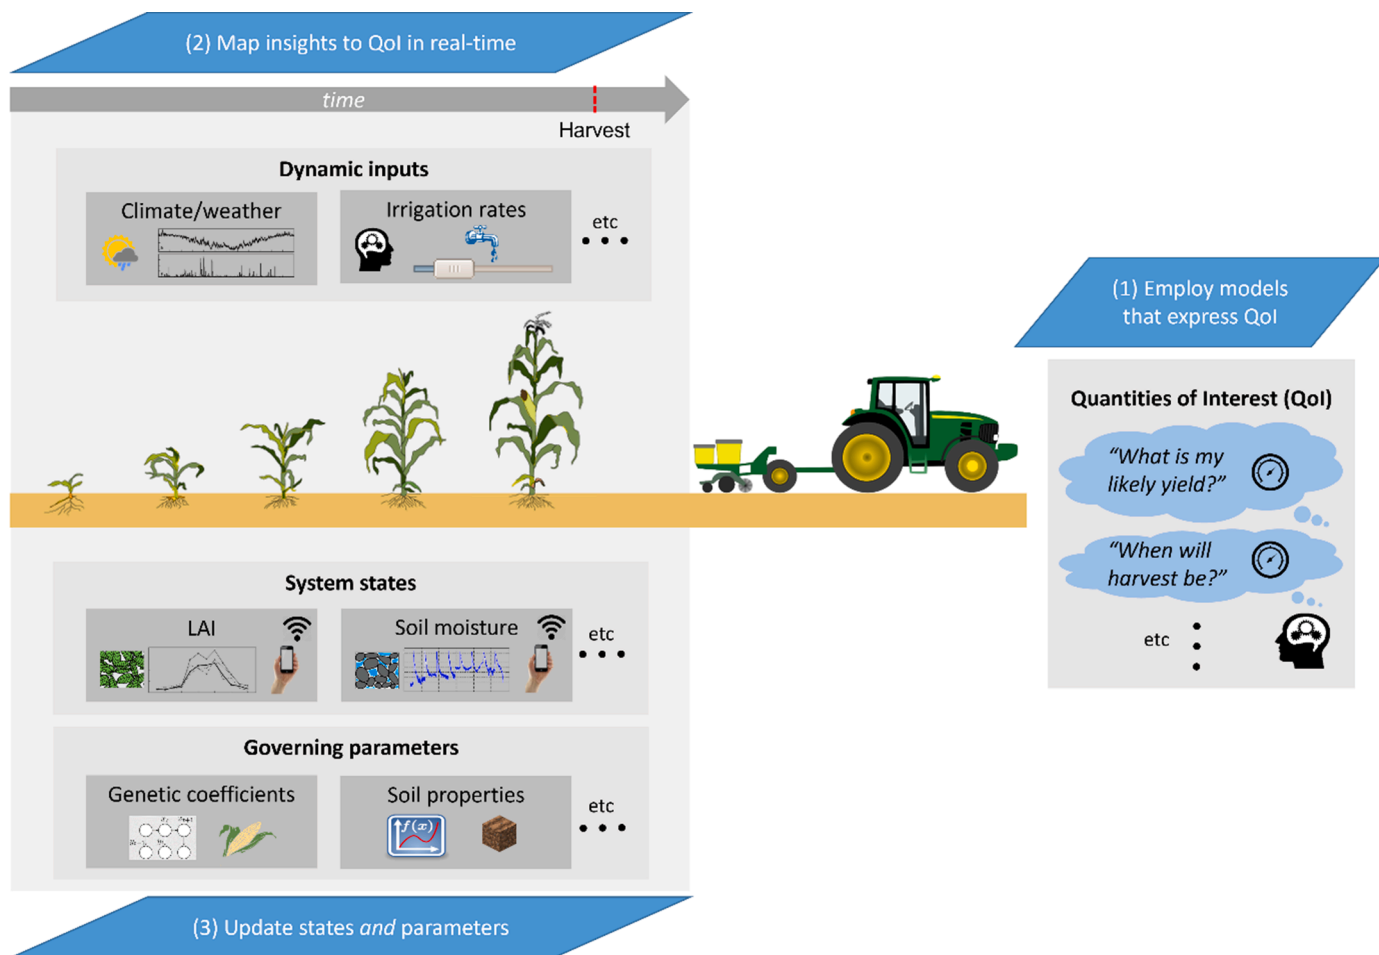 (2) Map insights to QoI in real-time
time
Harvest
Dynamic inputs
Climate/weather
Irrigation rates
etc
(1) Employ models
that express QoI
Quantities of Interest (QoI)
“What is my
likely yield?”
“When will
harvest be?”
etc
System states
LAI
Soil moisture
etc
Governing parameters
Genetic coefficients
Soil properties
f(x)
etc
(3) Update states and parameters